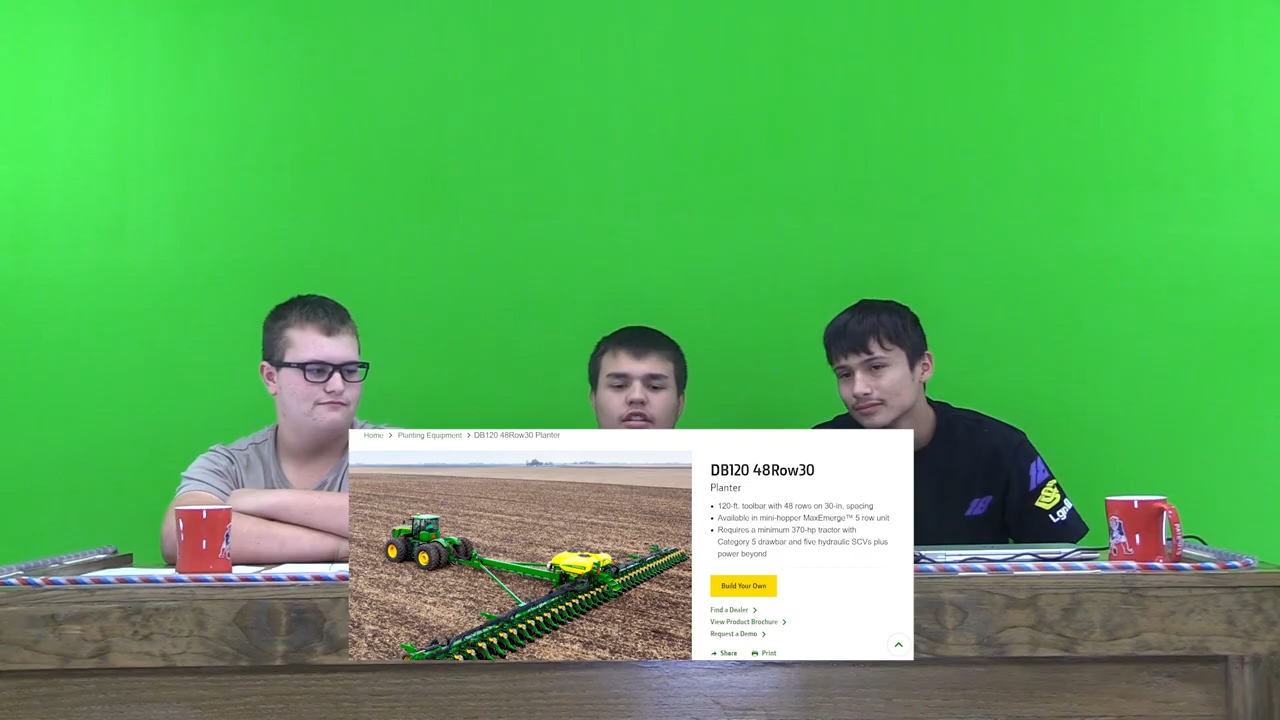 Home > Planting Equipment > DB120 48Row30 Planter
DB120 48Row30
Planter
• 120-ft. toolbar with 48 rows on 30-in. spacing
• Available in mini-hopper MaxEmerge™ 5 row unit
• Requires a minimum 370-hp tractor with
Category 5 drawbar and five hydraulic SCVs plus
power beyond
Build Your Own
Find a Dealer >
View Product Brochure >
Request a Demo >
Share Print
18
18